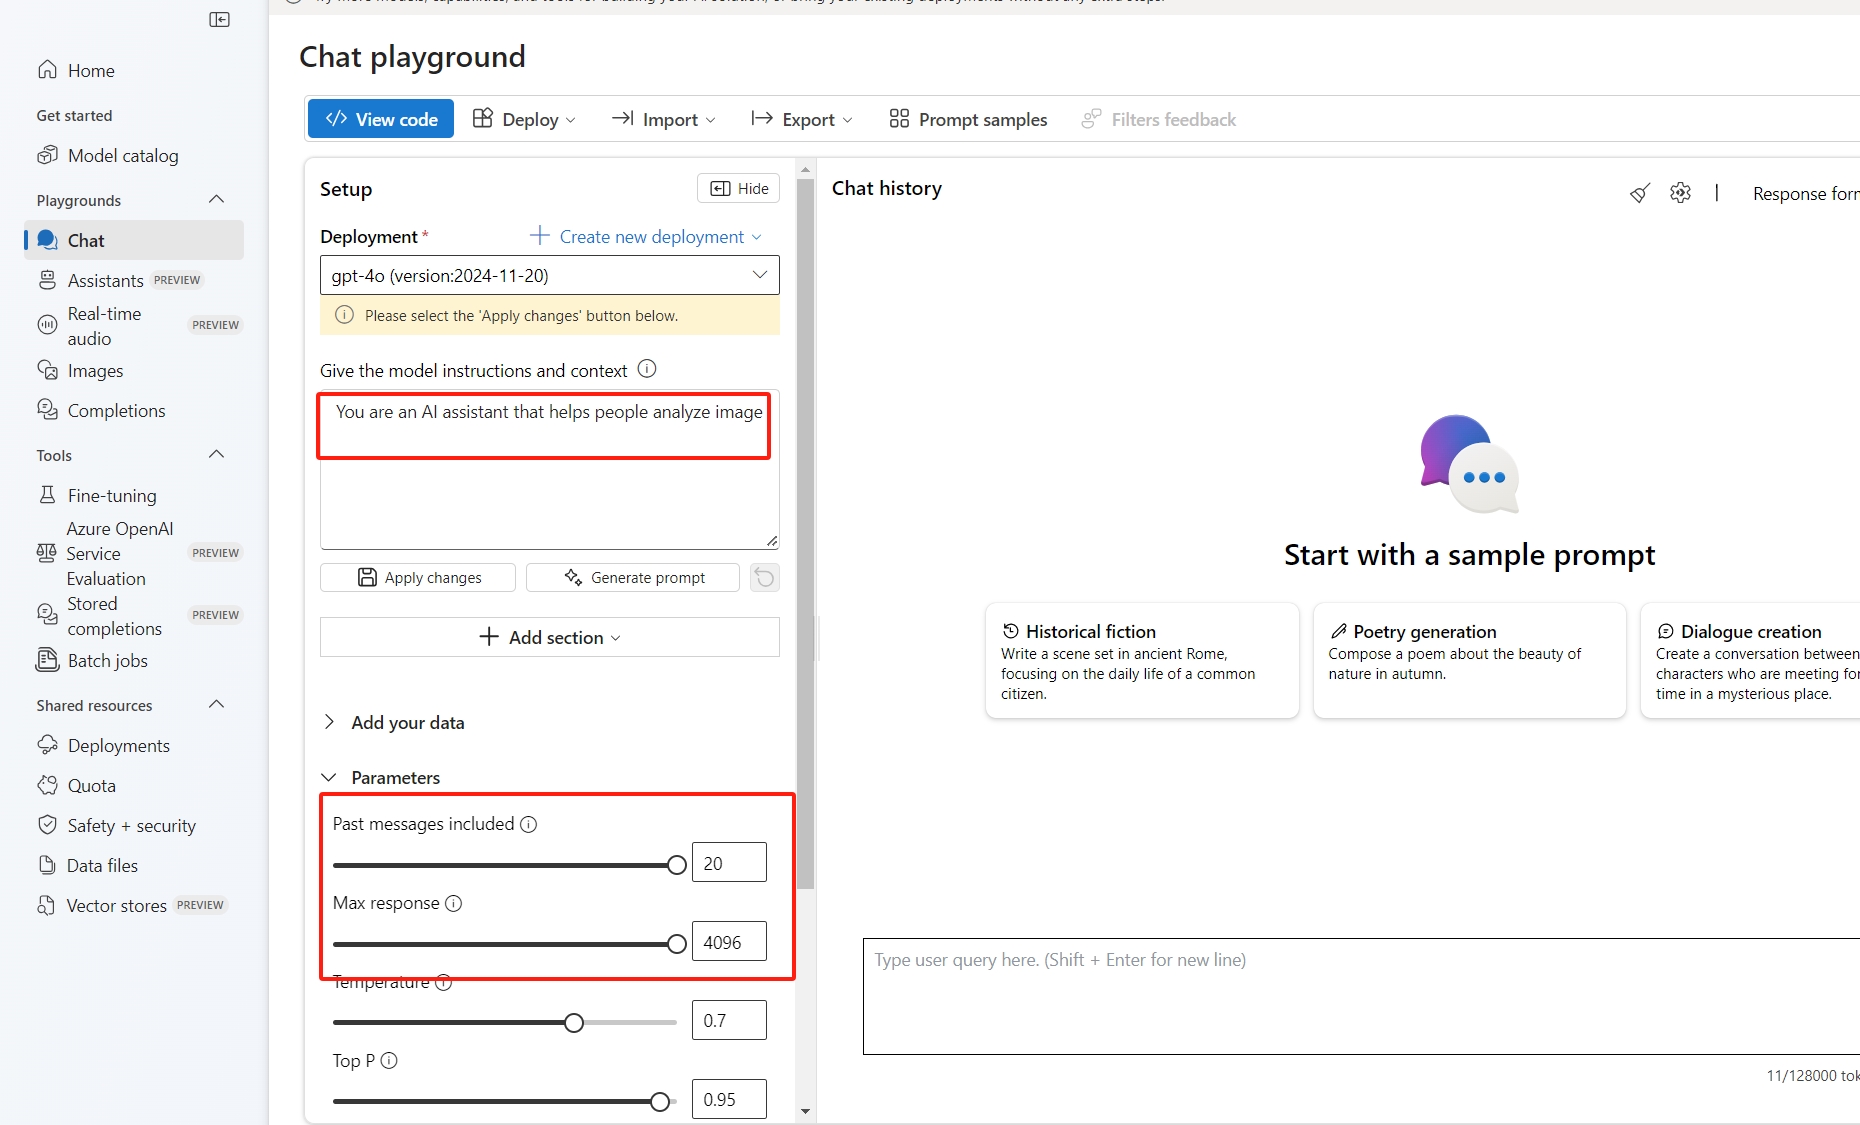 Home
Get started
Model catalog
Playgrounds
Chat
Assistants PREVIEW
Real-time
audio
PREVIEW
Images
Completions
Tools
Fine-tuning
Azure OpenAI
Service
Evaluation
PREVIEW
Stored
completions
PREVIEW
Batch jobs
Shared resources
Deployments
Quota
Safety + security
Data files
Vector stores PREVIEW
Chat playground
View code Deploy Import Export Prompt samples Filters feedback
Setup
Hide
Deployment* Create new deployment
gpt-4o (version:2024-11-20)
Please select the 'Apply changes' button below.
Give the model instructions and context
You are an AI assistant that helps people analyze image
Apply changes Generate prompt
Add section
Add your data
Parameters
Past messages included
20
Max response
4096
Temperature
0.7
Top P
0.95
Chat history
Response
Start with a sample prompt
Historical fiction
Write a scene set in ancient Rome,
focusing on the daily life of a common
citizen.
Poetry generation
Compose a poem about the beauty of
nature in autumn.
Dialogue creation
Create a conversation between
characters who are meeting
time in a mysterious place.
Type user query here. (Shift + Enter for new line)
11/128000